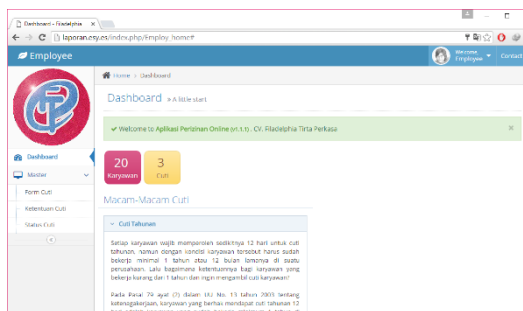 Dashboard - Filadelphia
laporan.esy.es/index.php/Employ_home#
Employee
Welcome,
Employee
Contact
Home > Dashboard
Dashboard » A little start
Welcome to Aplikasi Perizinan Online (v1.1.1) , CV. Filadelphia Tirta Perkasa
20
Karyawan
3
Cuti
Dashboard
Master
Form Cuti
Ketentuan Cuti
Status Cuti
Macam-Macam Cuti
Cuti Tahunan
Setiap karyawan wajib memperoleh sedikitnya 12 hari untuk cuti
tahunan, namun dengan kondisi karyawan tersebut harus sudah
bekerja minimal 1 tahun atau 12 bulan lamanya di suatu
perusahaan. Lalu bagaimana ketentuannya bagi karyawan yang
bekerja kurang dari 1 tahun dan ingin mengambil cuti karyawan?
Pada Pasal 79 ayat (2) dalam UU No. 13 tahun 2003 tentang
ketenagakerjaan, karyawan yang berhak mendapat cuti tahunan 12